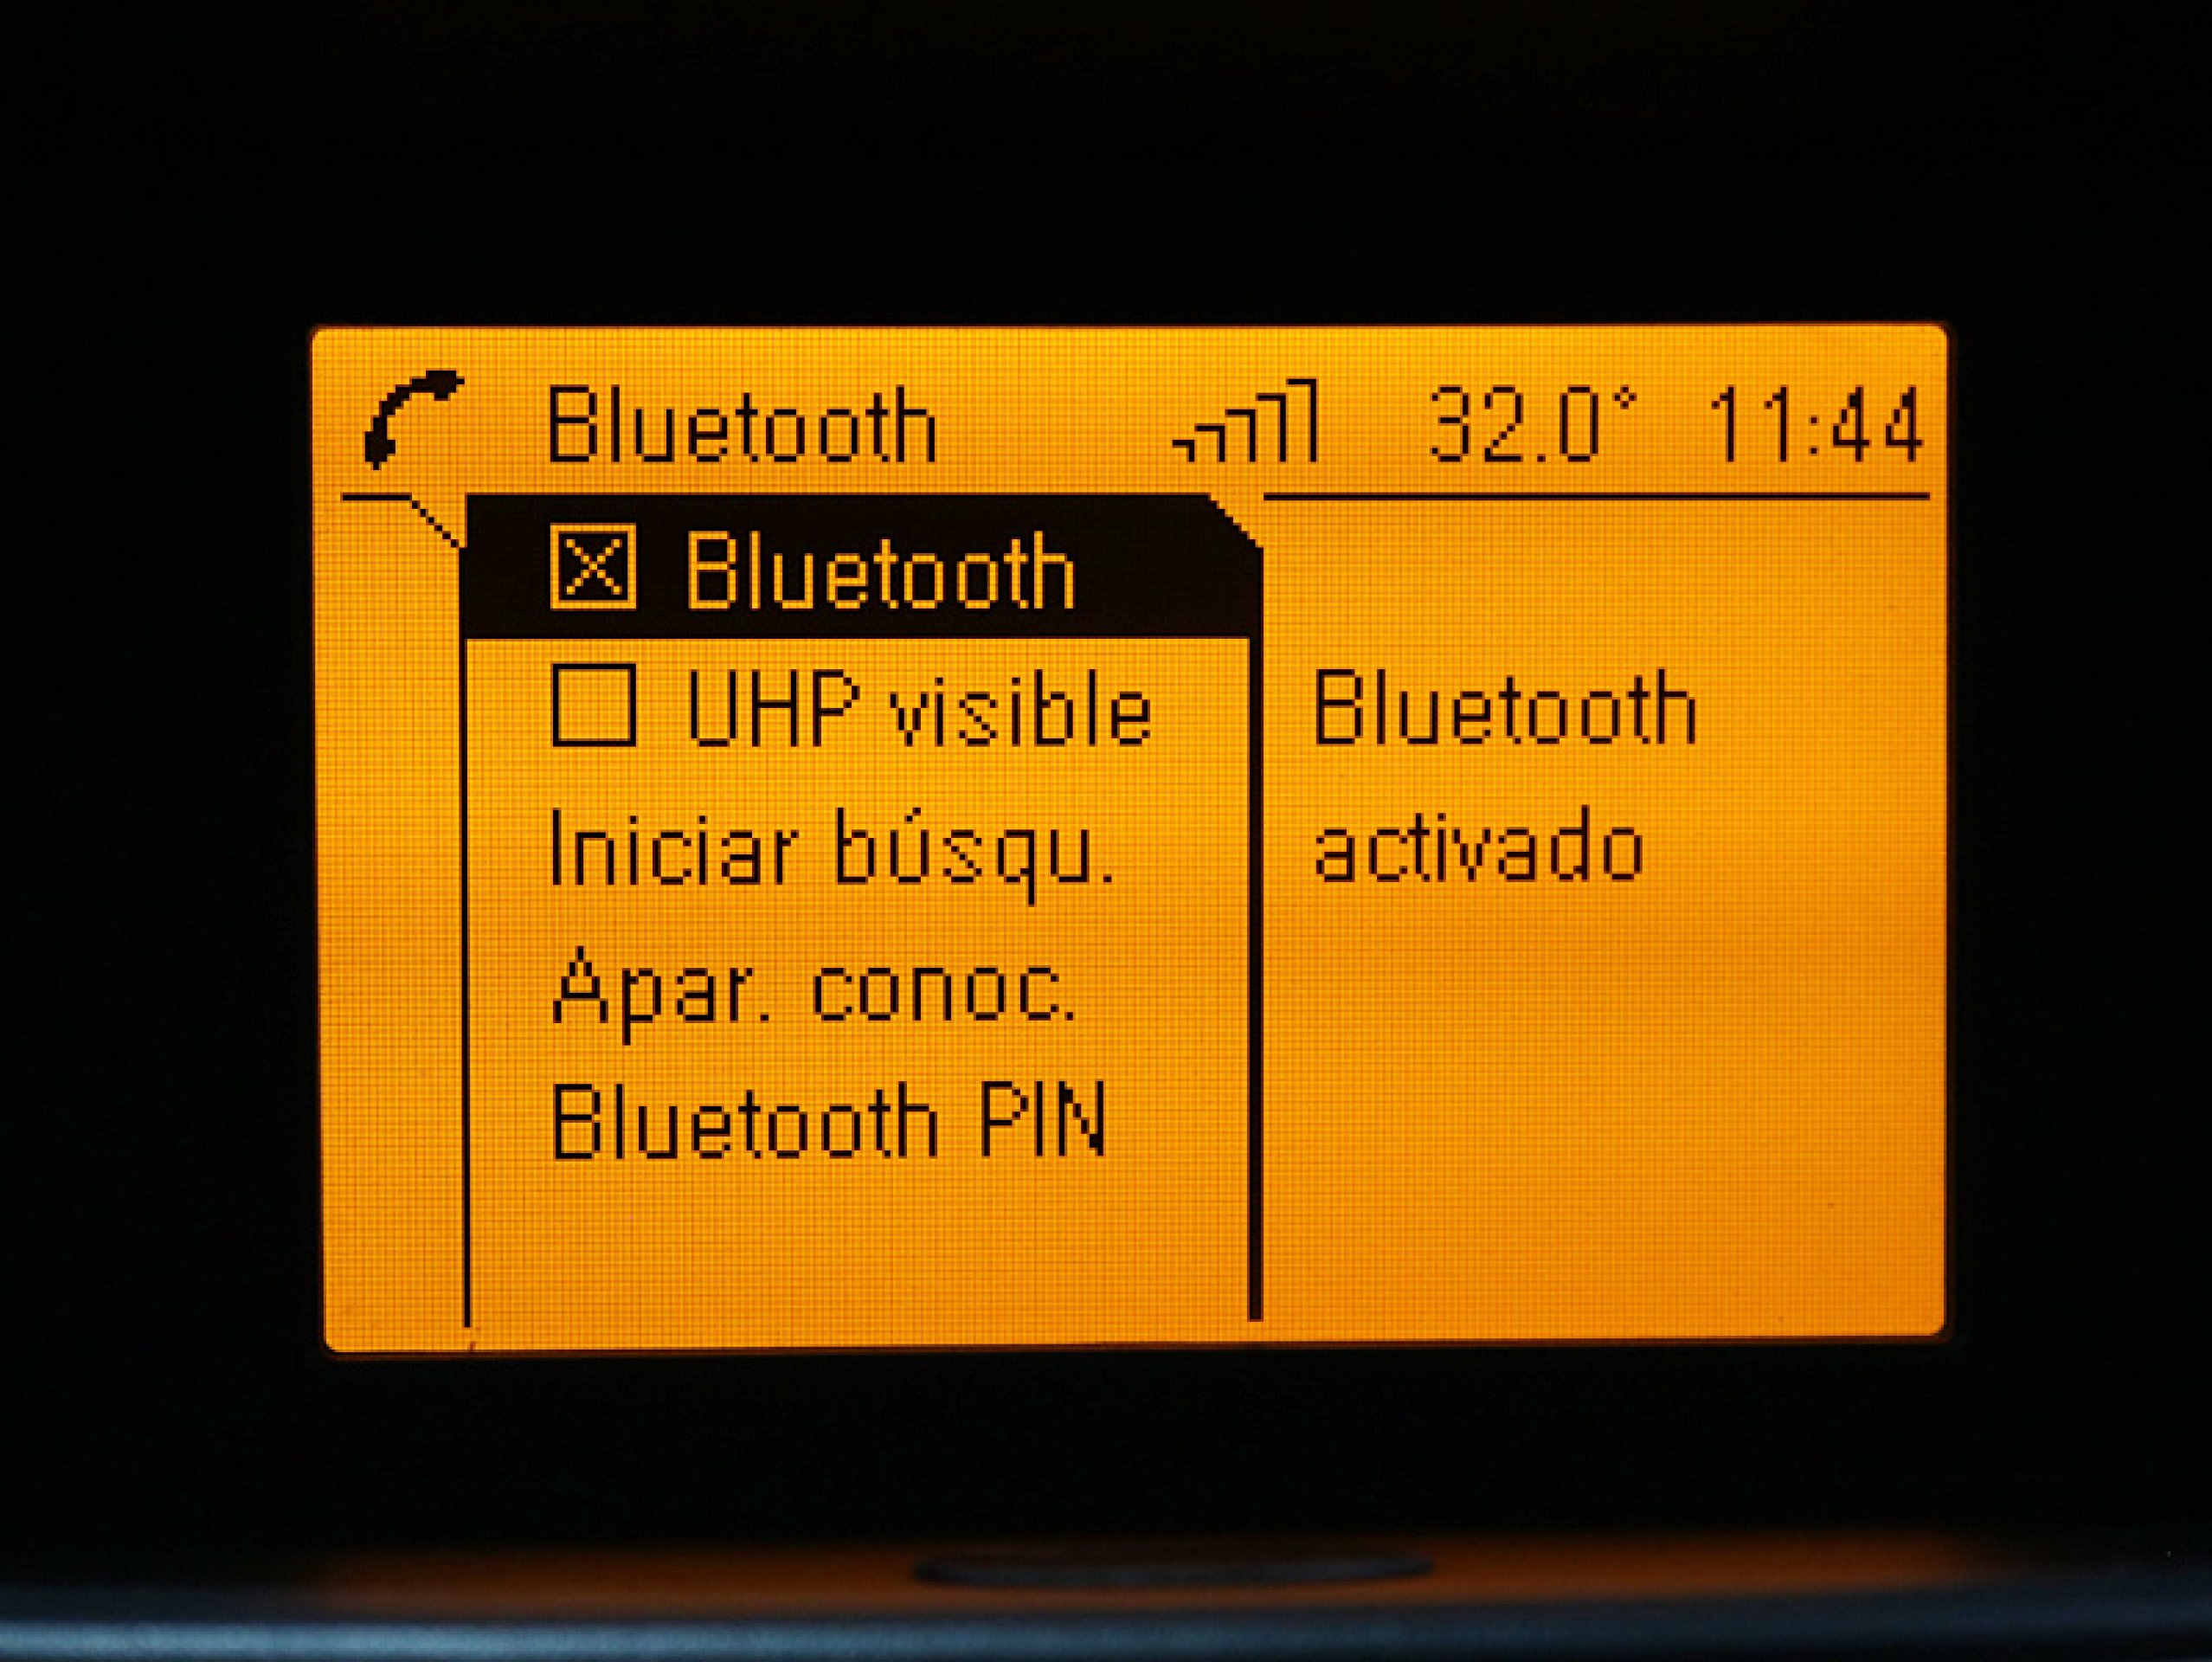 Bluetooth 32.0° 11:44
Bluetooth
UHP visible
Iniciar búsqu.
Apar. conoc.
Bluetooth PIN
Bluetooth
activado